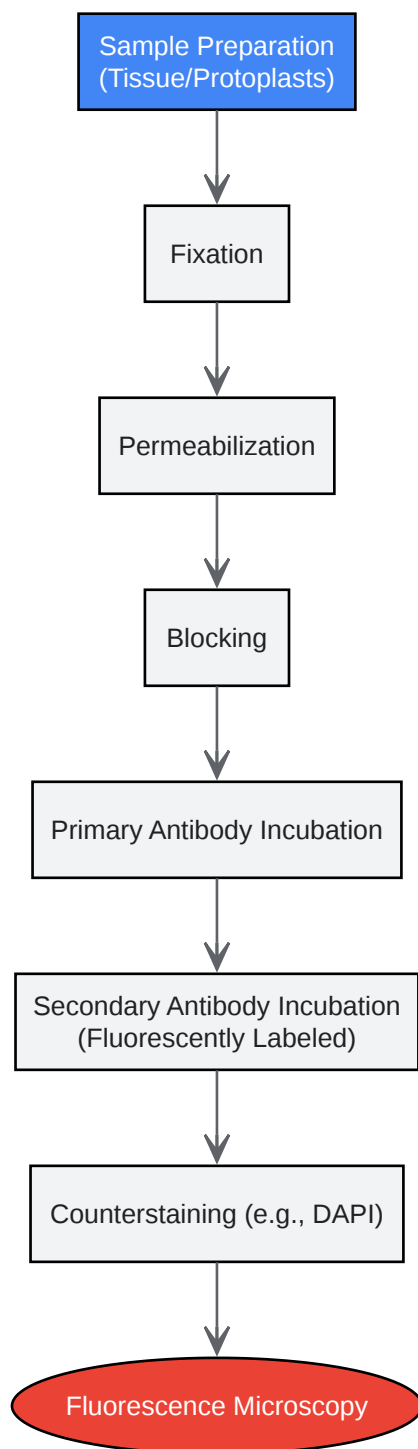 Sample Preparation
(Tissue/Protoplasts)
Fixation
Permeabilization
Blocking
Primary Antibody Incubation
Secondary Antibody Incubation
(Fluorescently Labeled)
Counterstaining (e.g., DAPI)
Fluorescence Microscopy